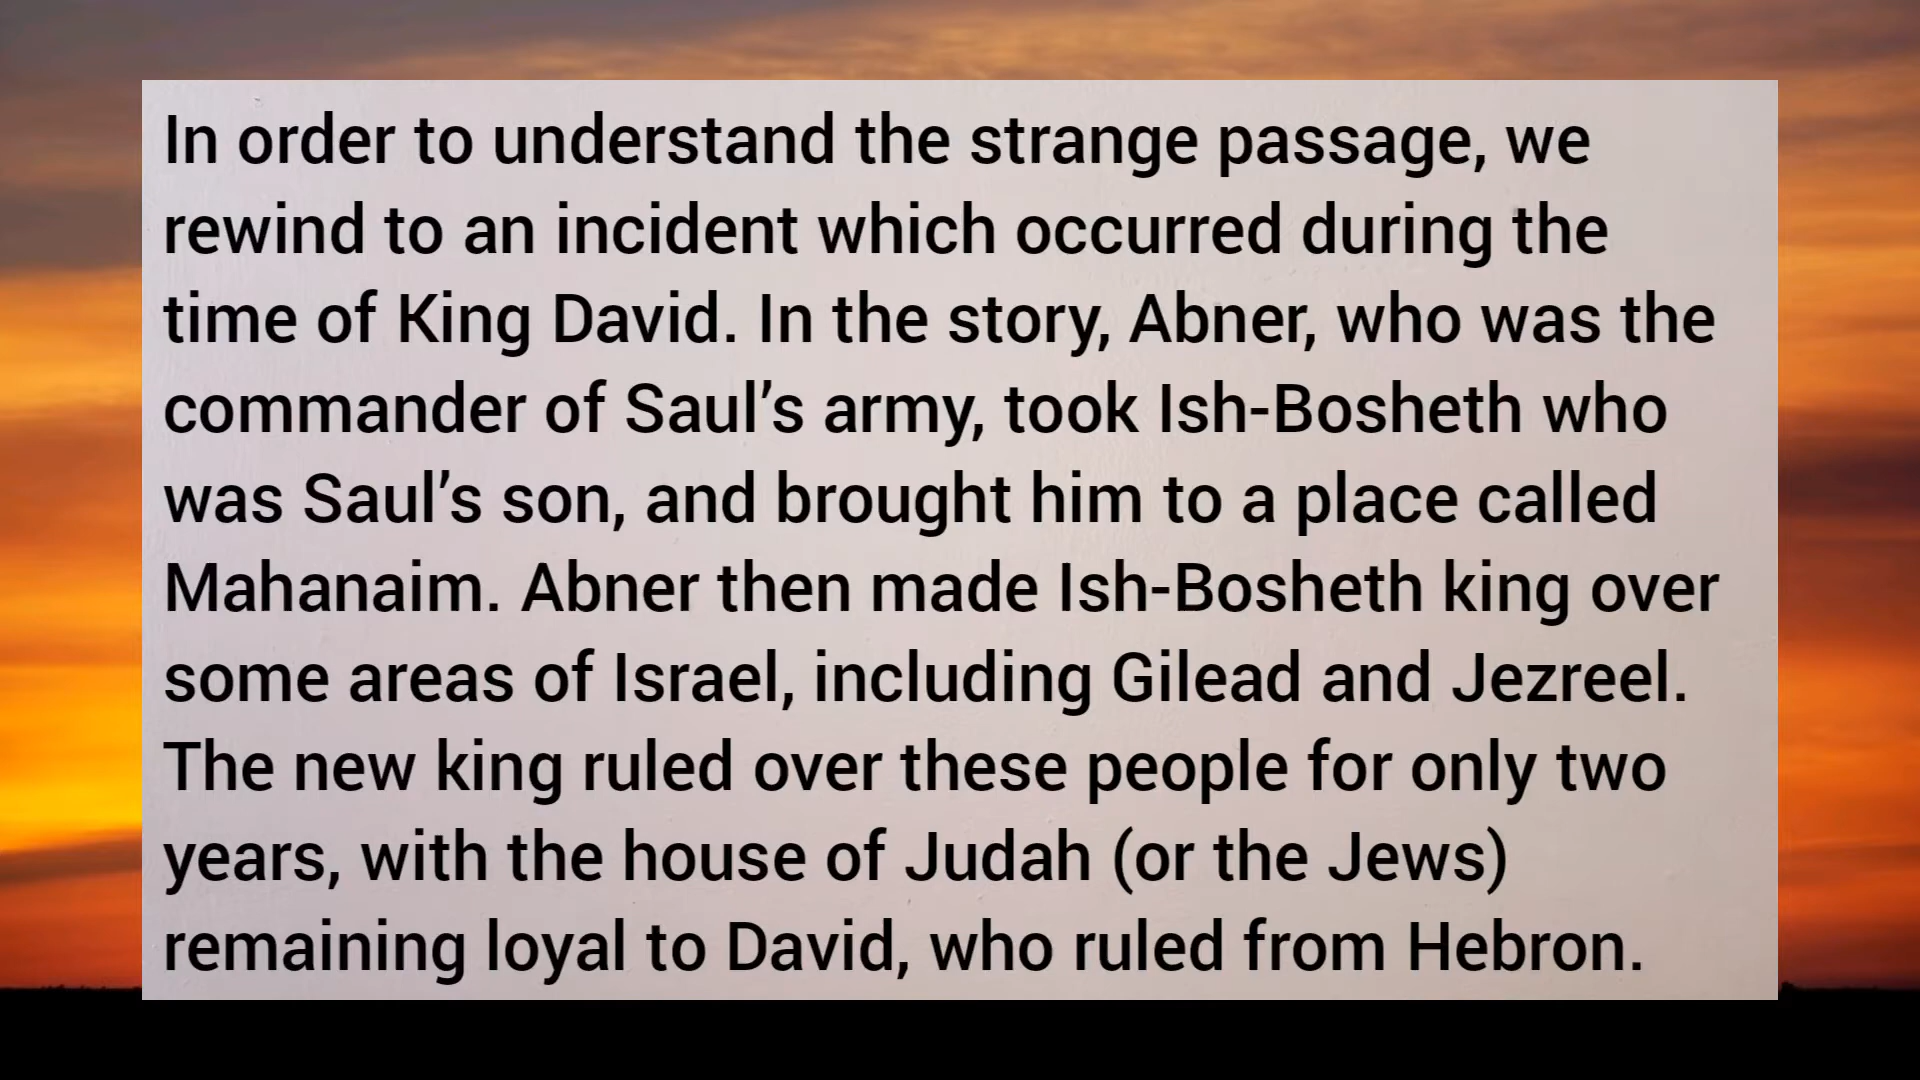 In order to understand the strange passage, we
rewind to an incident which occurred during the
time of King David. In the story, Abner, who was the
commander of Saul’s army, took Ish-Bosheth who
was Saul’s son, and brought him to a place called
Mahanaim. Abner then made Ish-Bosheth king over
some areas of Israel, including Gilead and Jezreel.
The new king ruled over these people for only two
years, with the house of Judah (or the Jews)
remaining loyal to David, who ruled from Hebron.